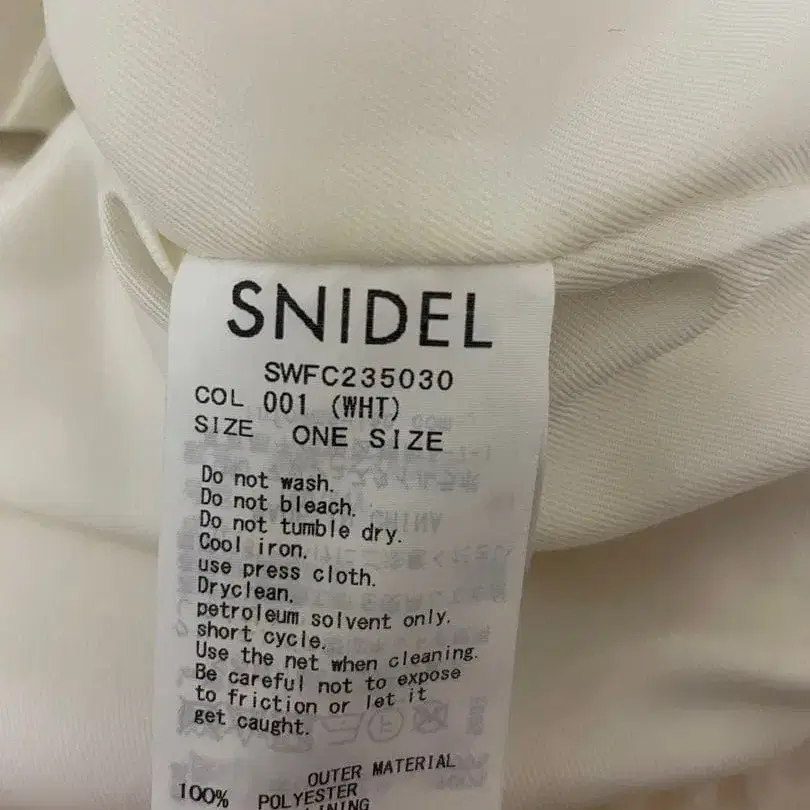 SNIDEL
SWFC235030
COL 001 (WHT)
SIZE ONE SIZE
Do not wash.
Do not bleach.
Do not tumble dry.
Cool iron.
use press cloth.
Dryclean.
petroleum solvent only.
short cycle.
Use the net when cleaning.
Be careful not to expose
to friction or let it
get caught.
OUTER MATERIAL
100% POLYESTER